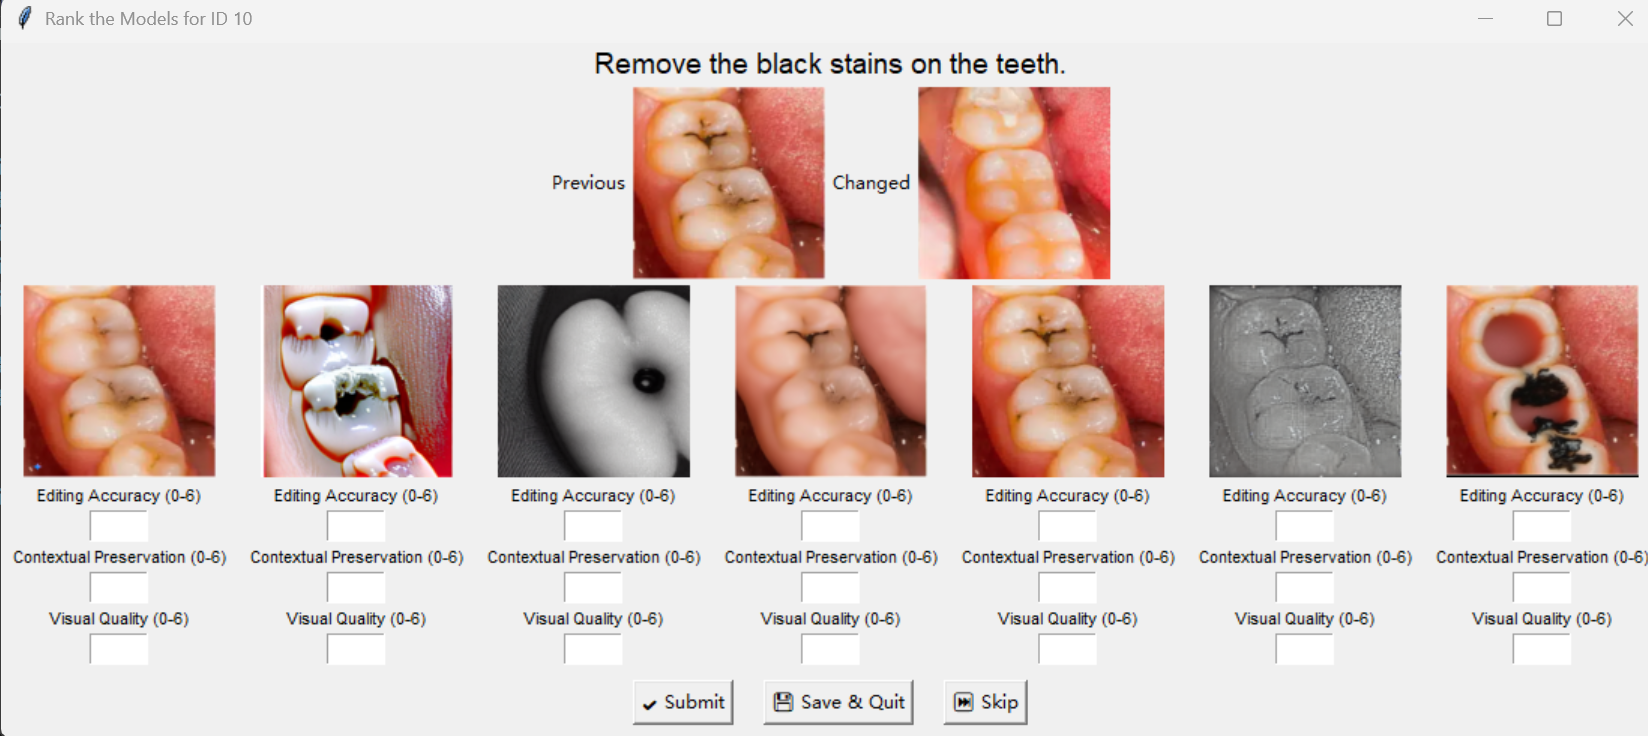 Rank the Models for ID 10
Remove the black stains on the teeth.
Previous
Changed
Editing Accuracy (0-6) Editing Accuracy (0-6) Editing Accuracy (0-6) Editing Accuracy (0-6) Editing Accuracy (0-6) Editing Accuracy (0-6) Editing Accuracy (0-6)
Contextual Preservation (0-6) Contextual Preservation (0-6) Contextual Preservation (0-6) Contextual Preservation (0-6) Contextual Preservation (0-6) Contextual Preservation (0-6) Contextual Preservation (0-6)
Visual Quality (0-6) Visual Quality (0-6) Visual Quality (0-6) Visual Quality (0-6) Visual Quality (0-6) Visual Quality (0-6) Visual Quality (0-6)
Submit Save & Quit Skip